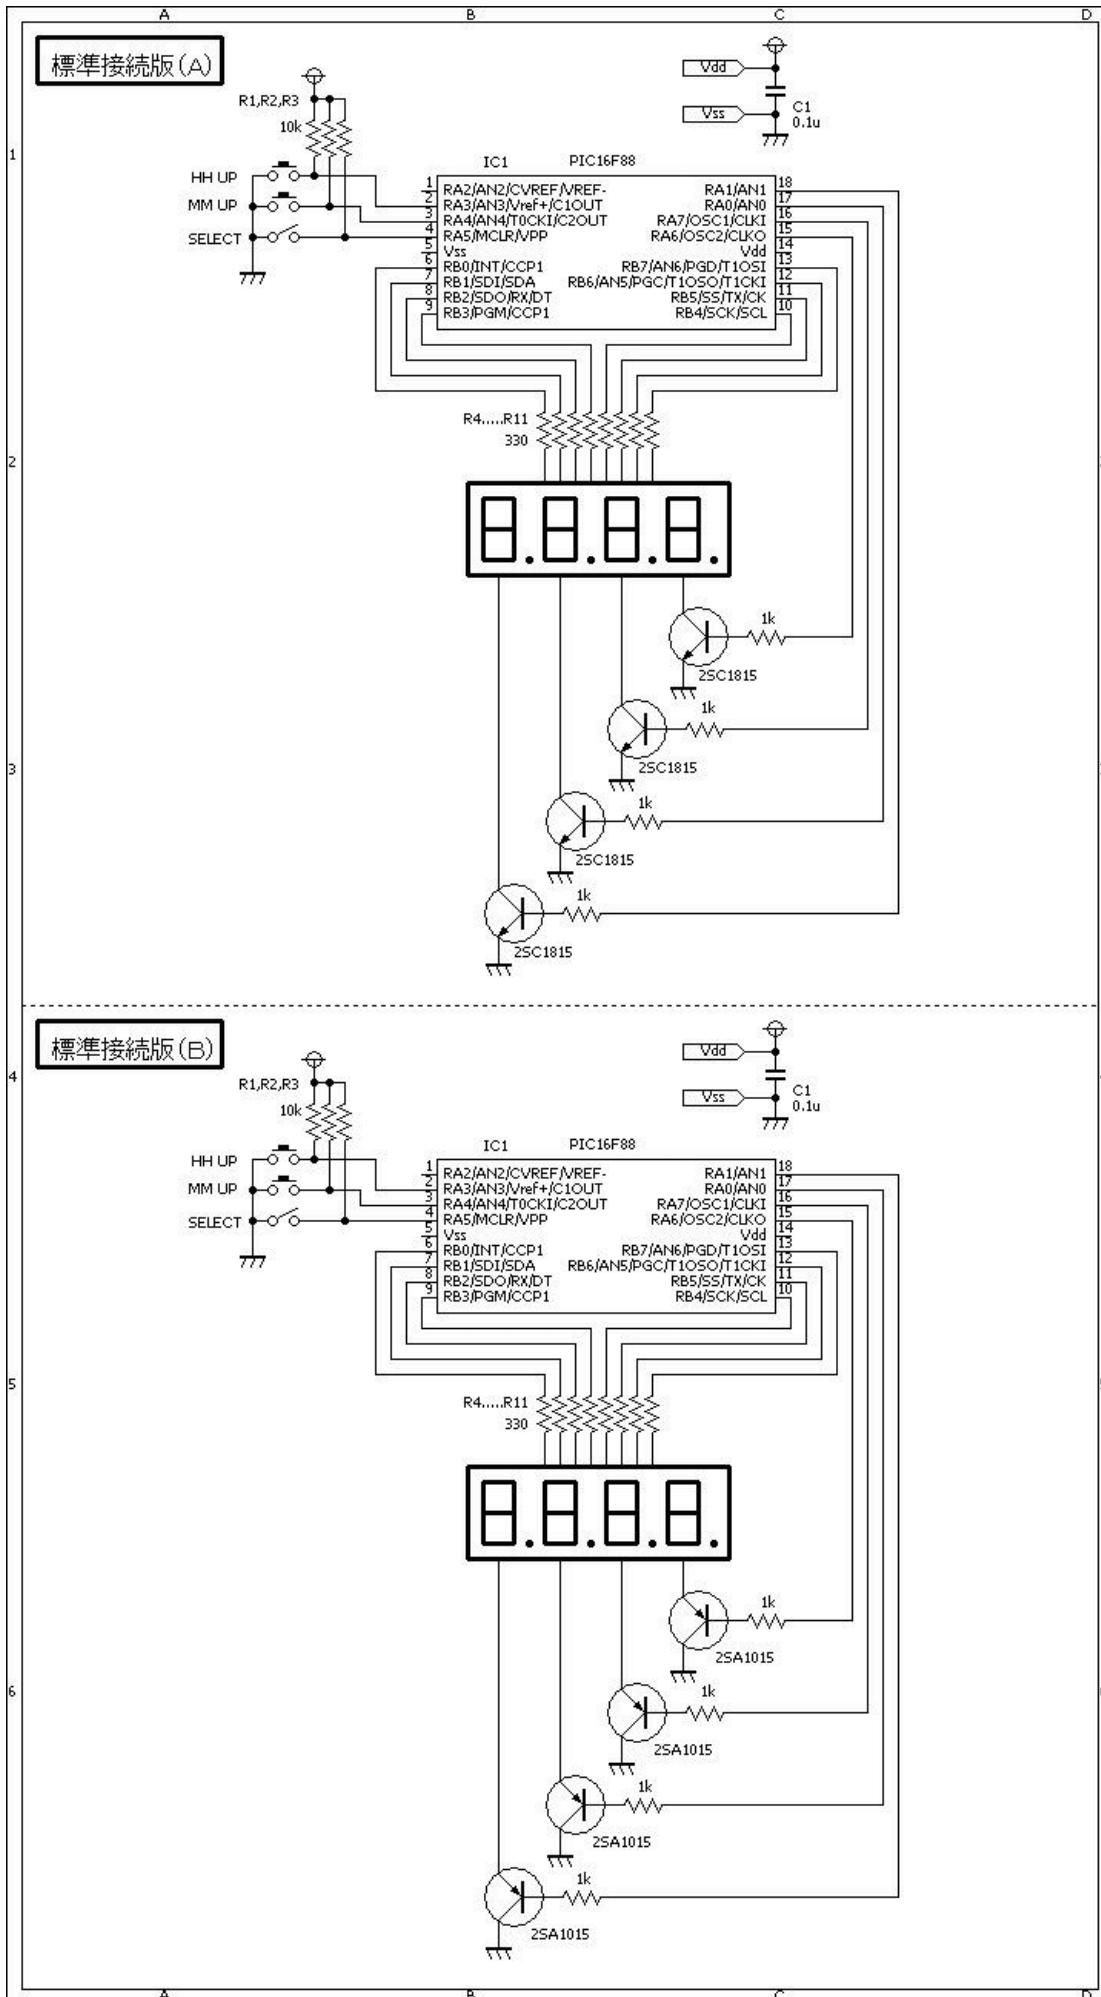 A B C D
標準接続版(A)
Vdd
R1,R2,R3
10k
Vss
C1
0.1u
1
IC1 PIC16F88
HH UP
MM UP
SELECT
1 RA2/AN2/CVREF/VREF- RA1/AN1 18
2 RA3/AN3/Vref+/C1OUT RA0/AN0 17
3 RA4/AN4/T0CKI/C2OUT RA7/OSC1/CLKI 16
4 RA5/MCLR/VPP RA6/OSC2/CLKO 15
5 Vss Vdd 14
6 RB0/INT/CCP1 RB7/AN6/PGD/T1OSI 13
7 RB1/SDI/SDA RB6/AN5/PGC/T1OSO/T1CKI 12
8 RB2/SDO/RX/DT RB5/SS/TX/CK 11
9 RB3/PGM/CCP1 RB4/SCK/SCL 10
R4.....R11
330
2
8.8.8.8.
1k
2SC1815
1k
2SC1815
3
1k
2SC1815
1k
2SC1815
標準接続版(B)
Vdd
4
R1,R2,R3
10k
Vss
C1
0.1u
IC1 PIC16F88
HH UP
MM UP
SELECT
1 RA2/AN2/CVREF/VREF- RA1/AN1 18
2 RA3/AN3/Vref+/C1OUT RA0/AN0 17
3 RA4/AN4/T0CKI/C2OUT RA7/OSC1/CLKI 16
4 RA5/MCLR/VPP RA6/OSC2/CLKO 15
5 Vss Vdd 14
6 RB0/INT/CCP1 RB7/AN6/PGD/T1OSI 13
7 RB1/SDI/SDA RB6/AN5/PGC/T1OSO/T1CKI 12
8 RB2/SDO/RX/DT RB5/SS/TX/CK 11
9 RB3/PGM/CCP1 RB4/SCK/SCL 10
5
R4.....R11
330
8.8.8.8.
1k
2SA1015
6
1k
2SA1015
1k
2SA1015
1k
2SA1015